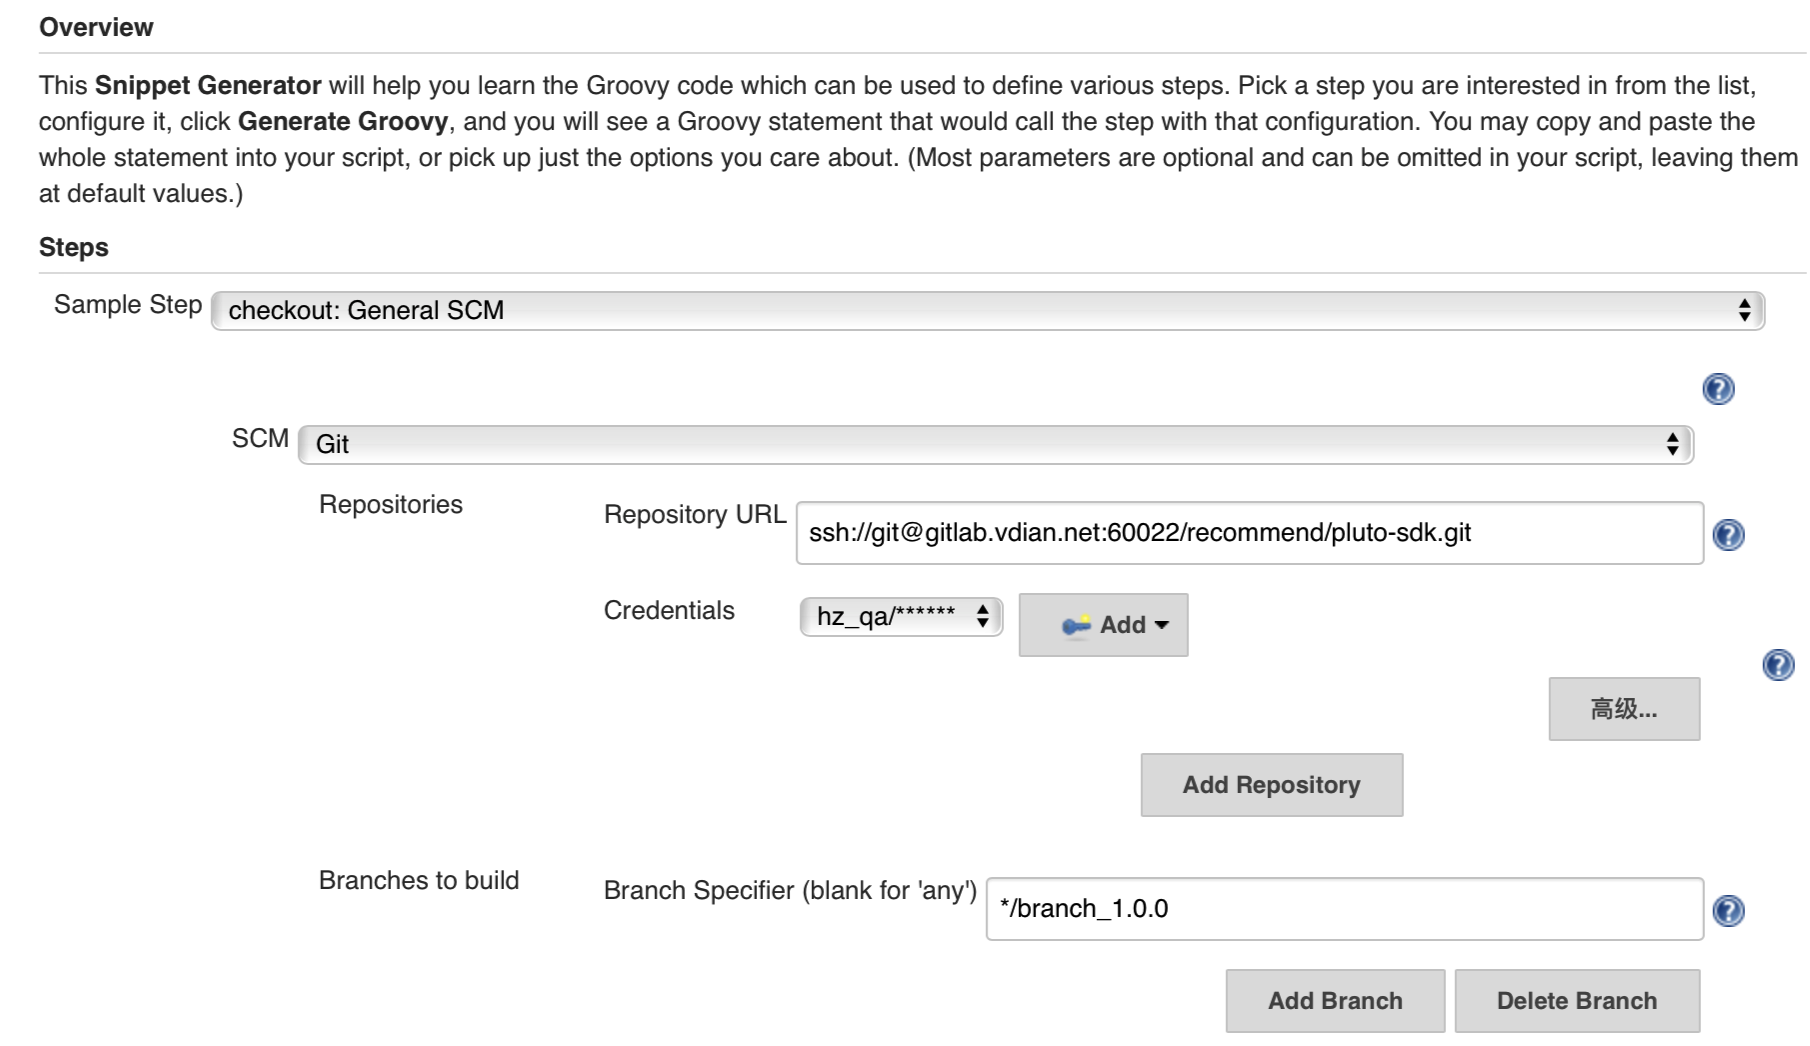 Overview
This Snippet Generator will help you learn the Groovy code which can be used to define various steps. Pick a step you are interested in from the list,
configure it, click Generate Groovy, and you will see a Groovy statement that would call the step with that configuration. You may copy and paste the
whole statement into your script, or pick up just the options you care about. (Most parameters are optional and can be omitted in your script, leaving them
at default values.)
Steps
Sample Step checkout: General SCM
?
SCM Git
Repositories Repository URL ssh://git@gitlab.vdian.net:60022/recommend/pluto-sdk.git ?
Credentials hz_qa/****** Add
?
高级...
Add Repository
Branches to build Branch Specifier (blank for 'any') */branch_1.0.0 ?
Add Branch Delete Branch